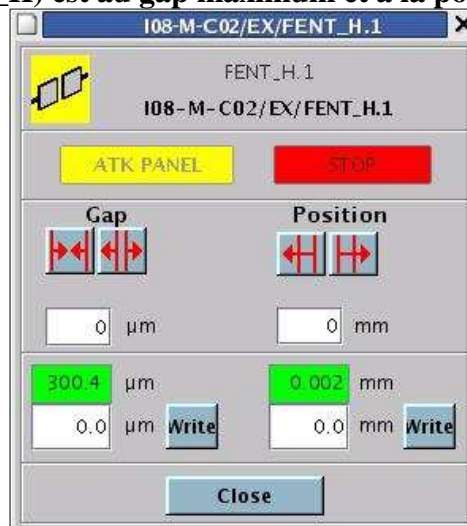 H) est au gap maximum et à la po
I08-M-C02/EX/FENT_H.1 X
FENT_H.1
I08-M-C02/EX/FENT_H.1
ATK PANEL STOP
Gap Position
0 µm 0 mm
300.4 µm 0.002 mm
0.0 µm Write 0.0 mm Write
Close